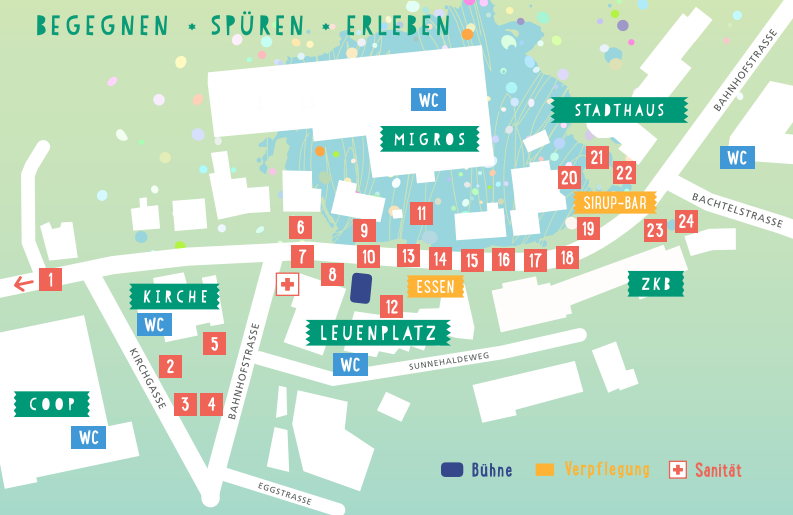 BEGEGNEN * SPÜREN * ERLEBEN
BAHNHOFSTRASSE
WC
STADTHAUS
MIGROS
WC
21
20
22
SIRUP-BAR
BACHTELSTRASSE
6
9
11
19
23
24
7
10
13
14
15
16
17
18
1
8
ESSEN
ZKB
KIRCHE
12
WC
LEUENPLATZ
5
WC
SUNNEHALDEWEG
2
KIRCHGASSE
BAHNHOFSTRASSE
COOP
3
4
WC
Bühne
Verpflegung
Sanität
EGGSTRASSE